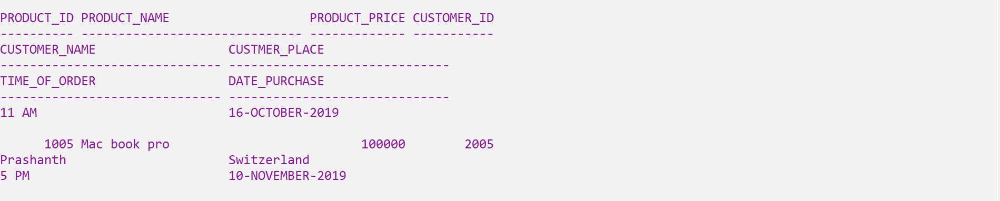 PRODUCT_ID PRODUCT_NAME                   PRODUCT_PRICE CUSTOMER_ID
---------- ------------------------------ ------------- -----------
CUSTOMER_NAME                  CUSTMER_PLACE
------------------------------ ------------------------------
TIME_OF_ORDER                  DATE_PURCHASE
------------------------------ ------------------------------
11 AM                          16-OCTOBER-2019
      1005 Mac book pro                          100000        2005
Prashanth                      Switzerland
5 PM                           10-NOVEMBER-2019